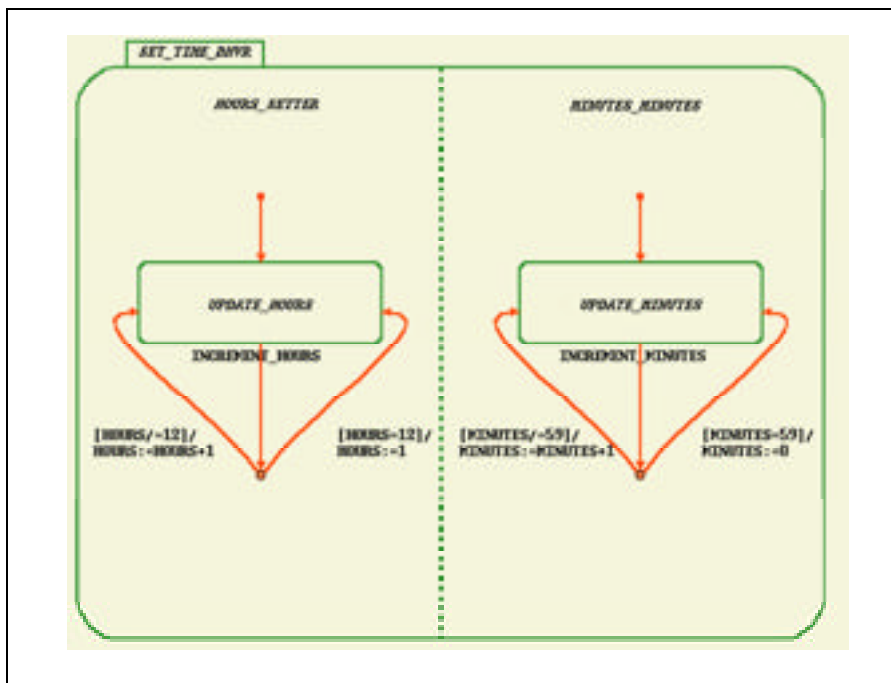 SET_TIME_DHVR
HOURS_SETTER
MINUTES_MINUTES
UPDATE_HOURS
UPDATE_MINUTES
INCREMENT_HOURS
INCREMENT_MINUTES
[HOURS/=12]/
HOURS:=HOURS+1
[HOURS=12]/
HOURS:=1
[MINUTES/=59]/
MINUTES:=MINUTES+1
[MINUTES=59]/
MINUTES:=0